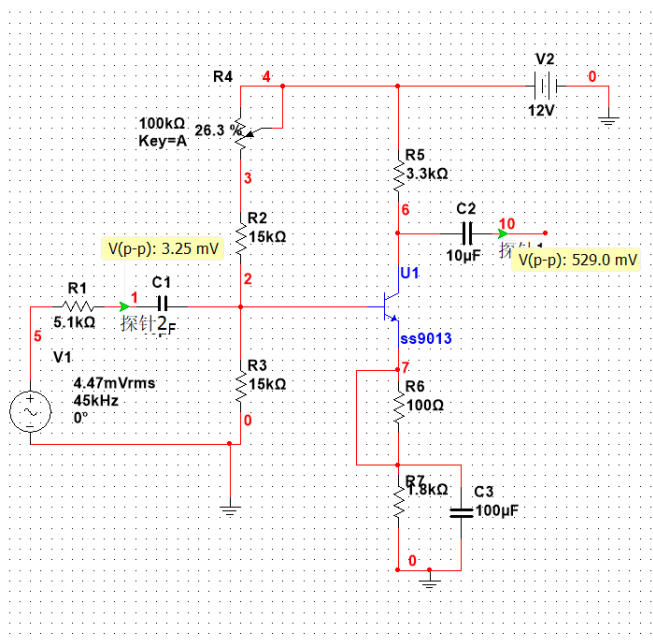 V2
0
12V
R4
4
100kΩ
26.3 %
Key=A
3
R5
3.3kΩ
6
R2
15kΩ
V(p-p): 3.25 mV
C2
10
10µF
V(p-p): 529.0 mV
2
C1
R1
1
5.1kΩ
探针2
F
5
U1
ss9013
V1
4.47mVrms
45kHz
0°
R3
15kΩ
0
7
R6
100Ω
R7
1.8kΩ
C3
100µF
0